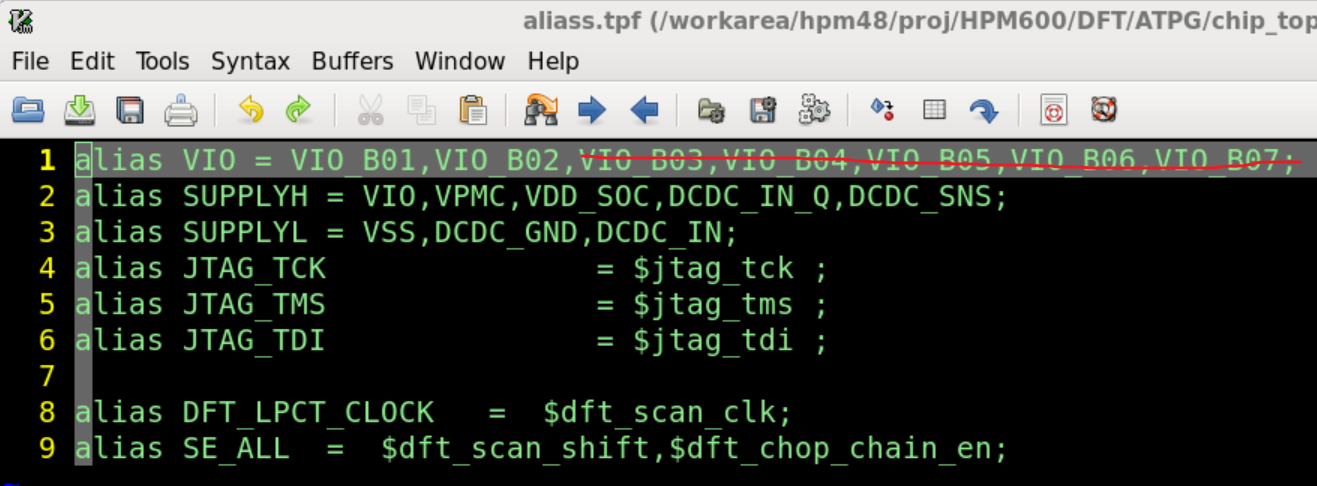 aliass.tpf (/workarea/hpm48/proj/HPM600/DFT/ATPG/chip_top
File Edit Tools Syntax Buffers Window Help
1 alias VIO = VIO_B01,VIO_B02,VIO_B03,VIO_B04,VIO_B05,VIO_B06,VIO_B07;
2 alias SUPPLYH = VIO,VPMC,VDD_SOC,DCDC_IN_Q,DCDC_SNS;
3 alias SUPPLYL = VSS,DCDC_GND,DCDC_IN;
4 alias JTAG_TCK = $jtag_tck ;
5 alias JTAG_TMS = $jtag_tms ;
6 alias JTAG_TDI = $jtag_tdi ;
7
8 alias DFT_LPCT_CLOCK = $dft_scan_clk;
9 alias SE_ALL = $dft_scan_shift,$dft_chop_chain_en;